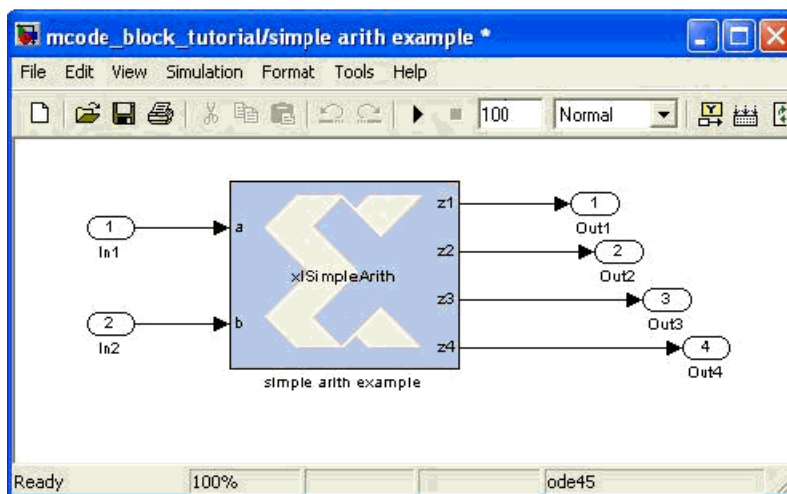 mcode_block_tutorial/simple arith example *
File Edit View Simulation Format Tools Help
100 Normal
1
In1
2
In2
a
b
xlSimpleArith
z1
z2
z3
z4
simple arith example
1
Out1
2
Out2
3
Out3
4
Out4
Ready 100% ode45